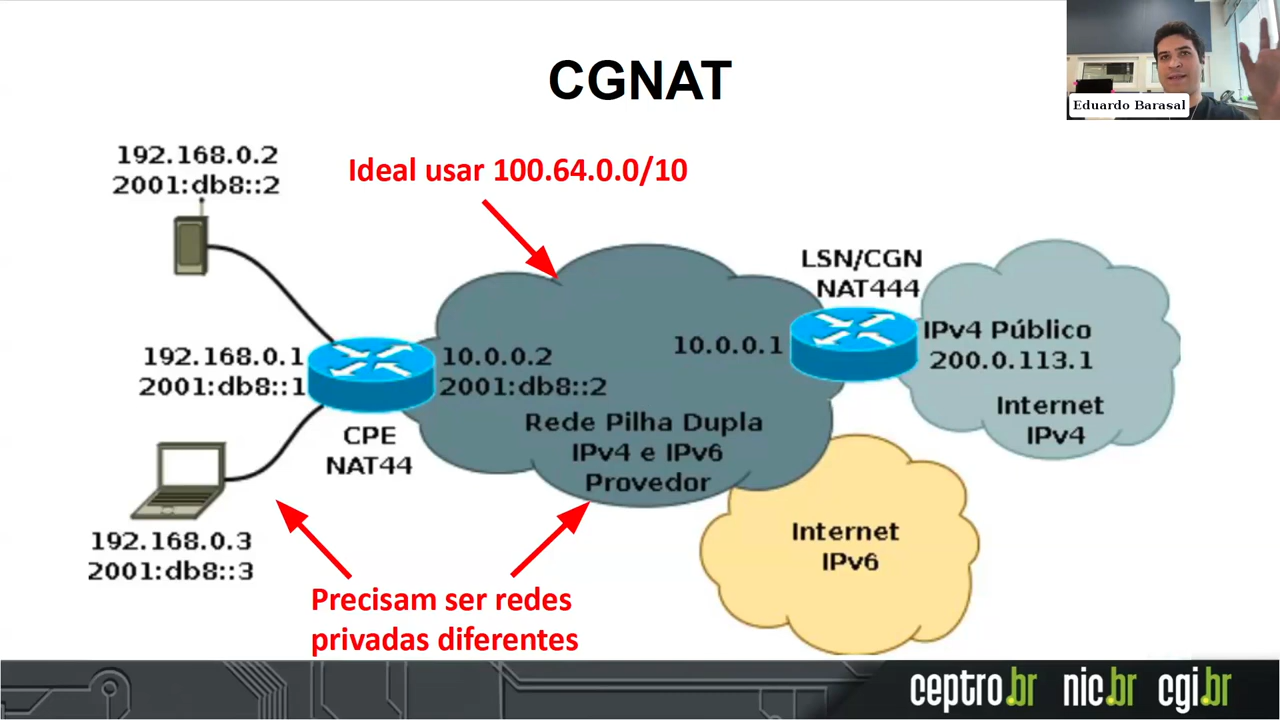 CGNAT
Eduardo Barasal
192.168.0.2
2001:db8::2
Ideal usar 100.64.0.0/10
LSN/CGN
NAT444
192.168.0.1
2001:db8::1
10.0.0.2
2001:db8::2
10.0.0.1
IPv4 Público
200.0.113.1
Internet
IPv4
CPE
NAT44
Rede Pilha Dupla
IPv4 e IPv6
Provedor
192.168.0.3
2001:db8::3
Internet
IPv6
Precisam ser redes
privadas diferentes
ceptro.br nic.br cgi.br